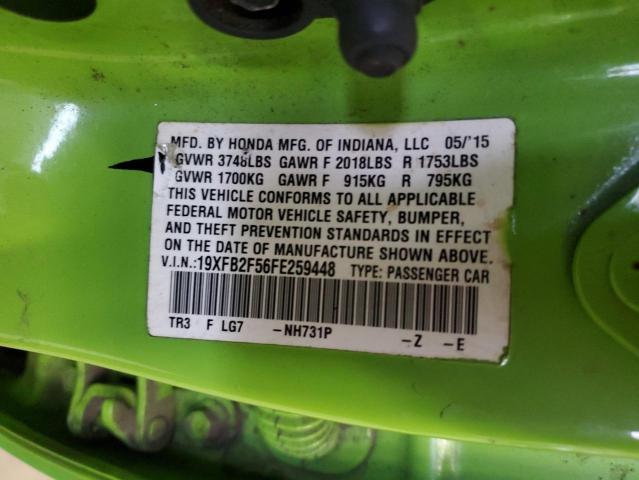 MFD. BY HONDA MFG. OF INDIANA, LLC 05/'15
GVWR 3748LBS GAWR F 2018LBS R 1753LBS
GVWR 1700KG GAWR F 915KG R 795KG
THIS VEHICLE CONFORMS TO ALL APPLICABLE
FEDERAL MOTOR VEHICLE SAFETY, BUMPER,
AND THEFT PREVENTION STANDARDS IN EFFECT
ON THE DATE OF MANUFACTURE SHOWN ABOVE.
V.I.N.:19XFB2F56FE259448 TYPE: PASSENGER CAR
TR3 F LG7 -NH731P -Z -E